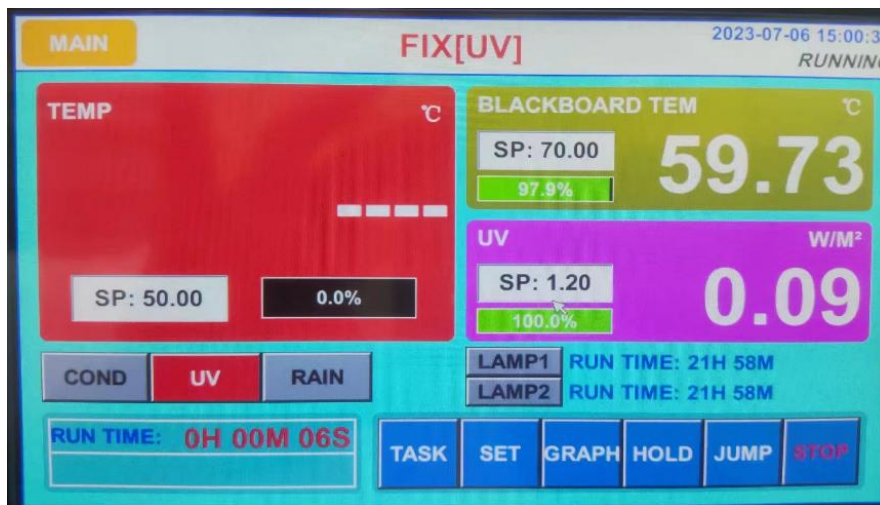 MAIN
FIX[UV]
2023-07-06 15:00:3
RUNNING
TEMP
℃
- - - -
SP: 50.00
0.0%
BLACKBOARD TEM
℃
SP: 70.00
97.9%
59.73
UV
W/M²
SP: 1.20
100.0%
0.09
COND
UV
RAIN
LAMP1 RUN TIME: 21H 58M
LAMP2 RUN TIME: 21H 58M
RUN TIME: 0H 00M 06S
TASK
SET
GRAPH
HOLD
JUMP
STOP